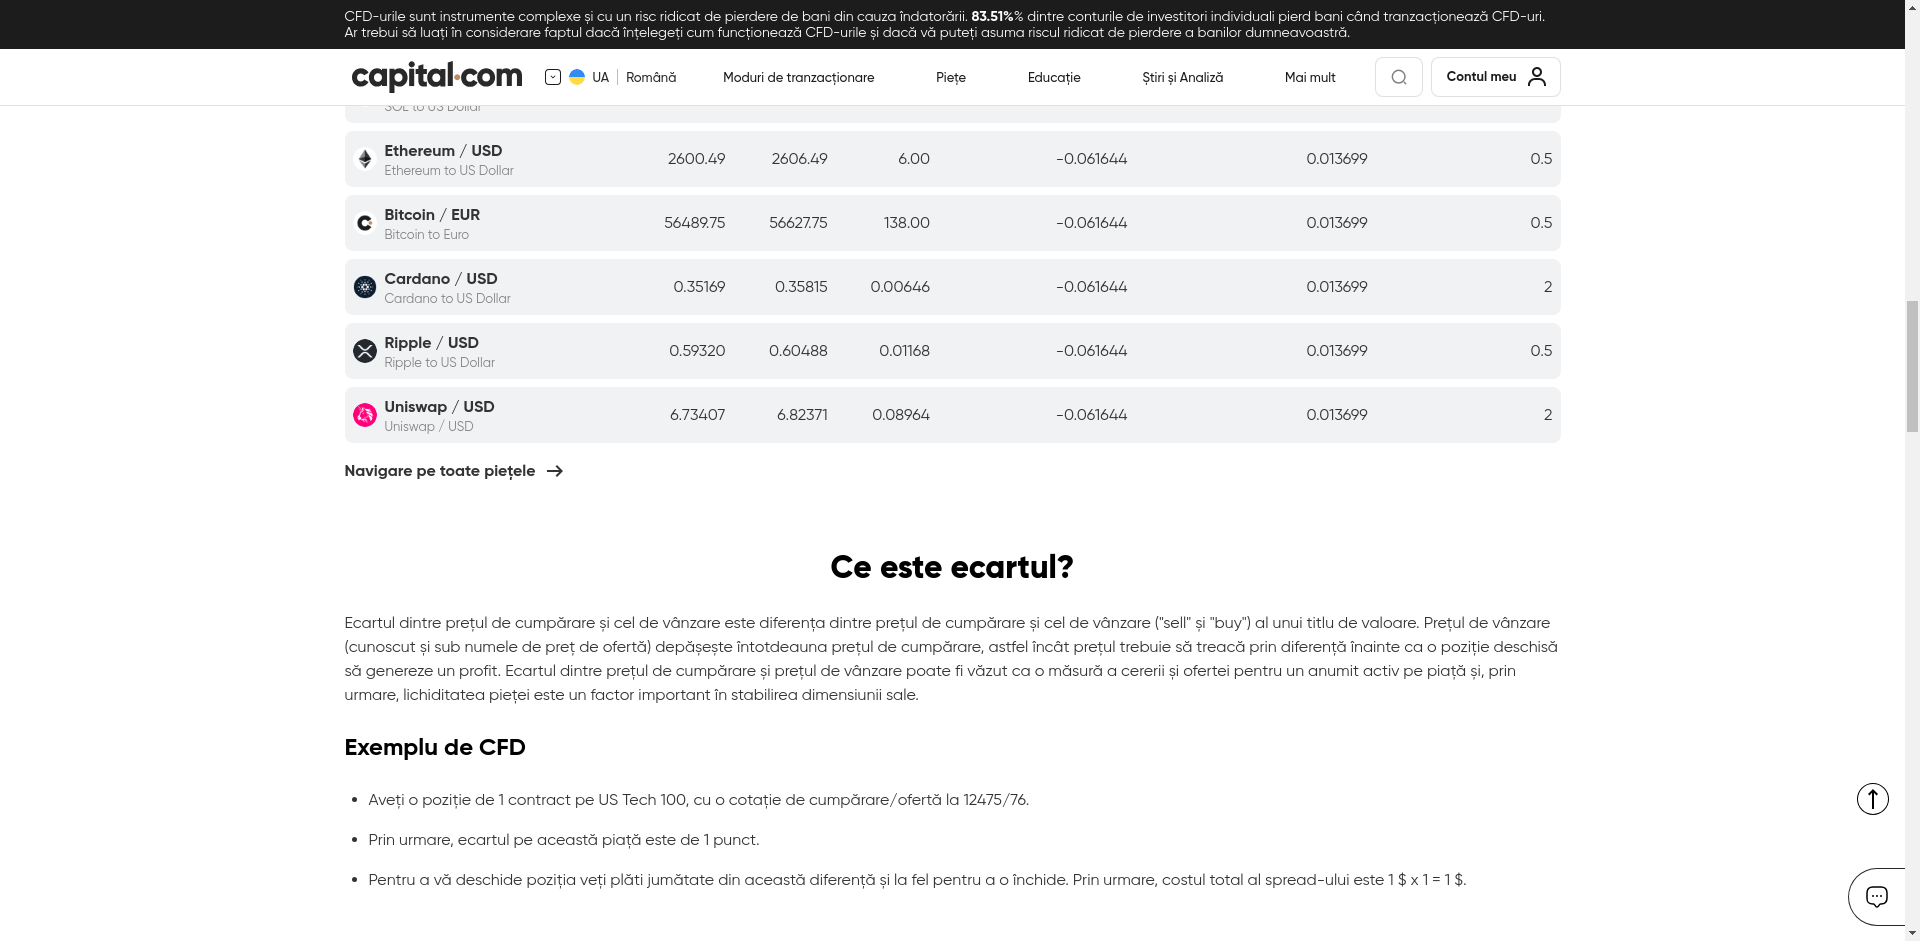 CFD-urile sunt instrumente complexe și cu un risc ridicat de pierdere de bani din cauza îndatorării. 83.51%% dintre conturile de investitori individuali pierd bani când tranzacționează CFD-uri.
Ar trebui să luați în considerare faptul dacă înțelegeți cum funcționează CFD-urile și dacă vă puteți asuma riscul ridicat de pierdere a banilor dumneavoastră.
capital.com UA Română Moduri de tranzacționare Piețe Educație Știri și Analiză Mai mult Contul meu
SOL to US Dollar
Ethereum / USD 2600.49 2606.49 6.00 -0.061644 0.013699 0.5
Ethereum to US Dollar
Bitcoin / EUR 56489.75 56627.75 138.00 -0.061644 0.013699 0.5
Bitcoin to Euro
Cardano / USD 0.35169 0.35815 0.00646 -0.061644 0.013699 2
Cardano to US Dollar
Ripple / USD 0.59320 0.60488 0.01168 -0.061644 0.013699 0.5
Ripple to US Dollar
Uniswap / USD 6.73407 6.82371 0.08964 -0.061644 0.013699 2
Uniswap / USD
Navigare pe toate piețele
Ce este ecartul?
Ecartul dintre prețul de cumpărare și cel de vânzare este diferența dintre prețul de cumpărare și cel de vânzare ("sell" și "buy") al unui titlu de valoare. Prețul de vânzare
(cunoscut și sub numele de preț de ofertă) depășește întotdeauna prețul de cumpărare, astfel încât prețul trebuie să treacă prin diferență înainte ca o poziție deschisă
să genereze un profit. Ecartul dintre prețul de cumpărare și prețul de vânzare poate fi văzut ca o măsură a cererii și ofertei pentru un anumit activ pe piață și, prin
urmare, lichiditatea pieței este un factor important în stabilirea dimensiunii sale.
Exemplu de CFD
• Aveți o poziție de 1 contract pe US Tech 100, cu o cotație de cumpărare/ofertă la 12475/76.
• Prin urmare, ecartul pe această piață este de 1 punct.
• Pentru a vă deschide poziția veți plăti jumătate din această diferență și la fel pentru a o închide. Prin urmare, costul total al spread-ului este 1 $ x 1 = 1 $.